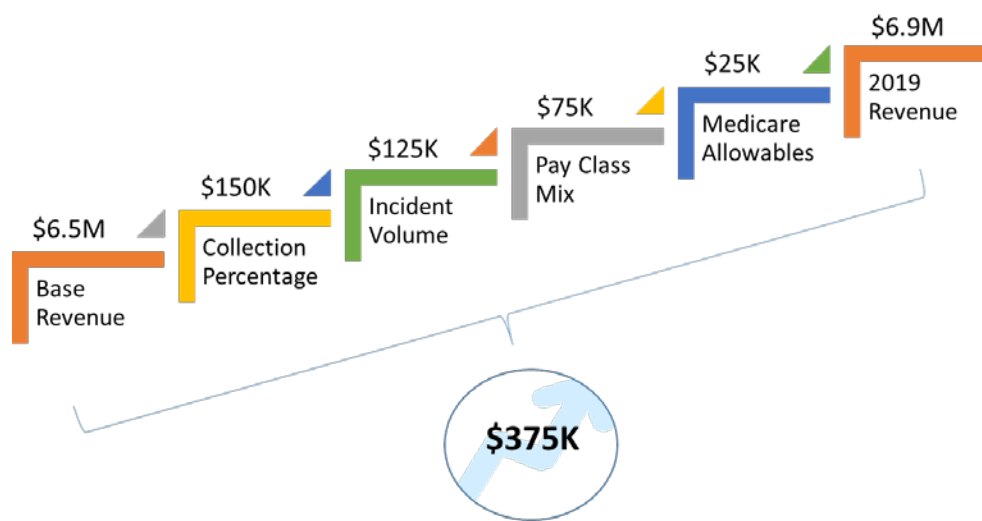 $6.5M
Base
Revenue
$150K
Collection
Percentage
$125K
Incident
Volume
$75K
Pay Class
Mix
$25K
Medicare
Allowables
$6.9M
2019
Revenue
$375K